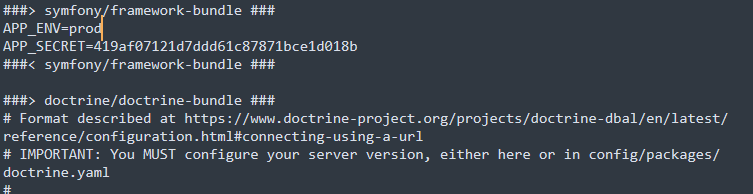 ###> symfony/framework-bundle ###
APP_ENV=prod
APP_SECRET=419af07121d7ddd61c87871bce1d018b
###< symfony/framework-bundle ###

###> doctrine/doctrine-bundle ###
# Format described at https://www.doctrine-project.org/projects/doctrine-dbal/en/latest/
reference/configuration.html#connecting-using-a-url
# IMPORTANT: You MUST configure your server version, either here or in config/packages/
doctrine.yaml
#